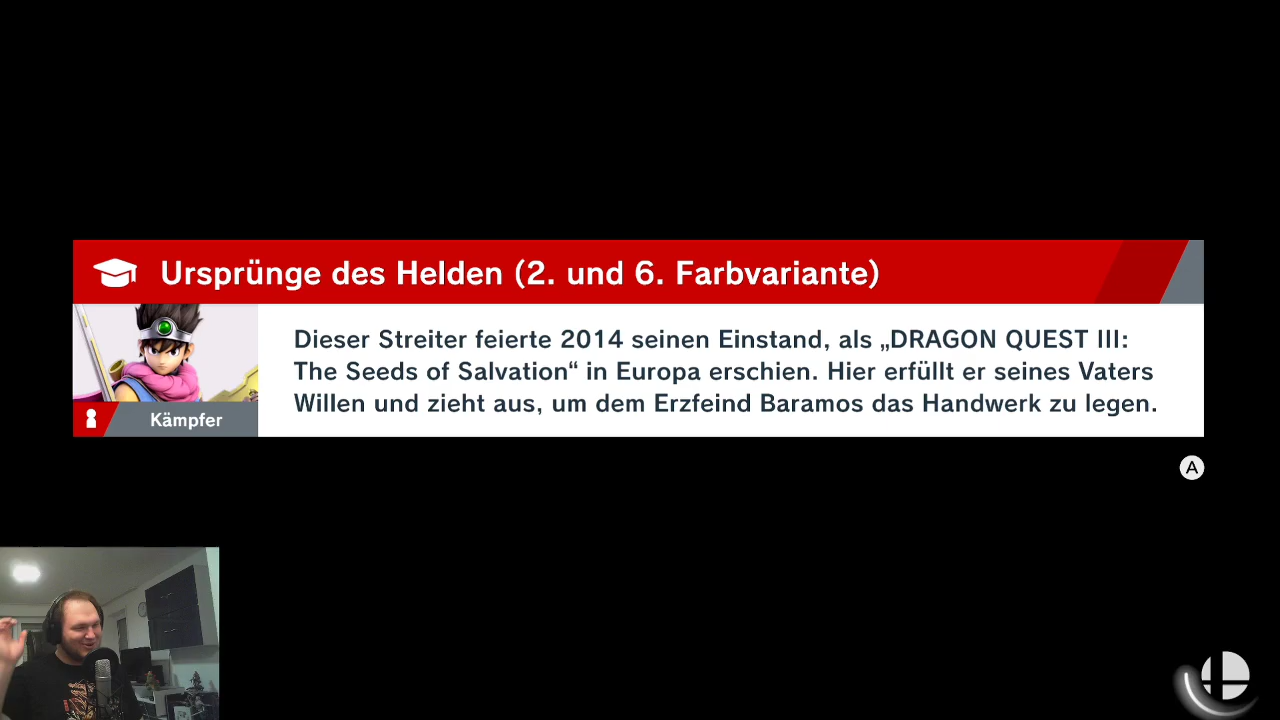 Ursprünge des Helden (2. und 6. Farbvariante)
Dieser Streiter feierte 2014 seinen Einstand, als „DRAGON QUEST III:
The Seeds of Salvation“ in Europa erschien. Hier erfüllt er seines Vaters
Willen und zieht aus, um dem Erzfeind Baramos das Handwerk zu legen.
Kämpfer
A